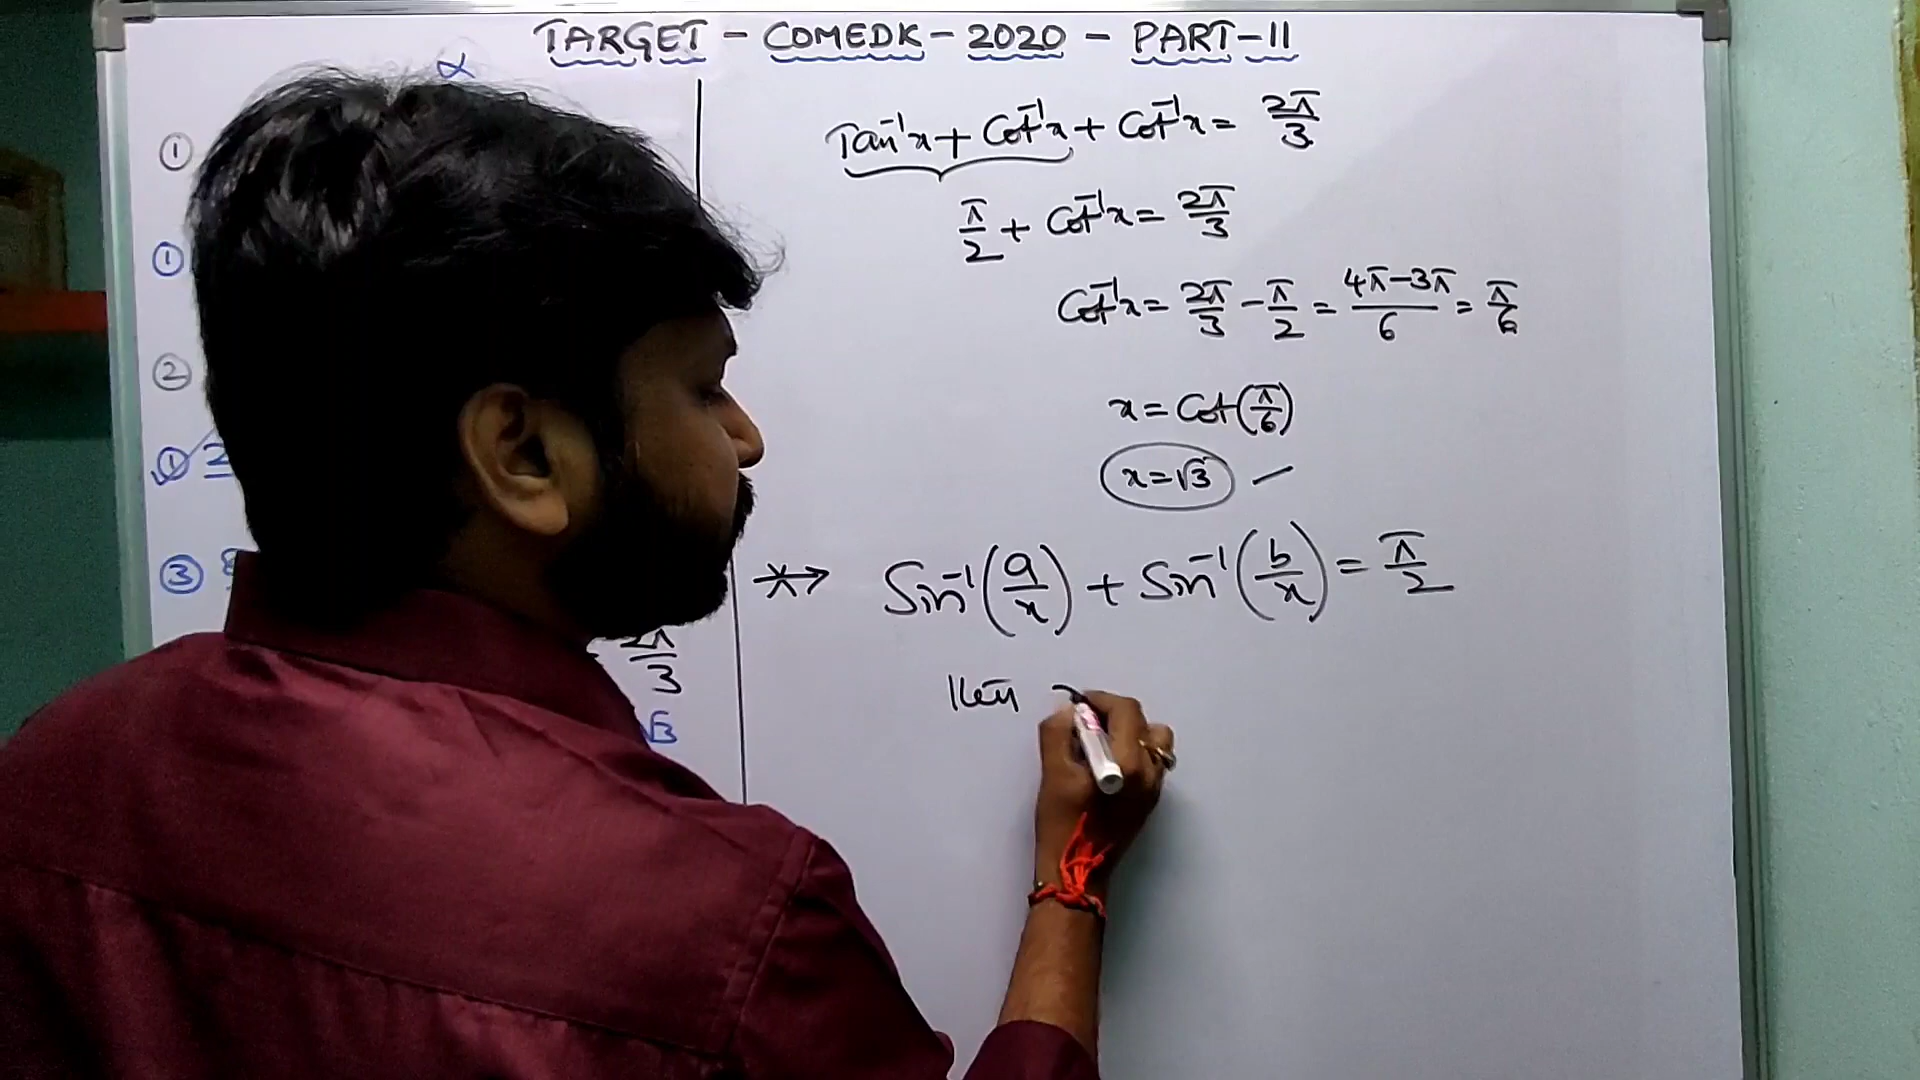 TARGET - COMEDK - 2020 - PART-11
α
①
①
②
① 2
③ 8
2π/3
√3
Tan⁻¹x + Cot⁻¹x + Cot⁻¹x = 2π/3
π/2 + Cot⁻¹x = 2π/3
Cot⁻¹x = 2π/3 - π/2 = 4π-3π/6 = π/6
x = Cot(π/6)
x = √3
Sin⁻¹(a/x) + Sin⁻¹(b/x) = π/2